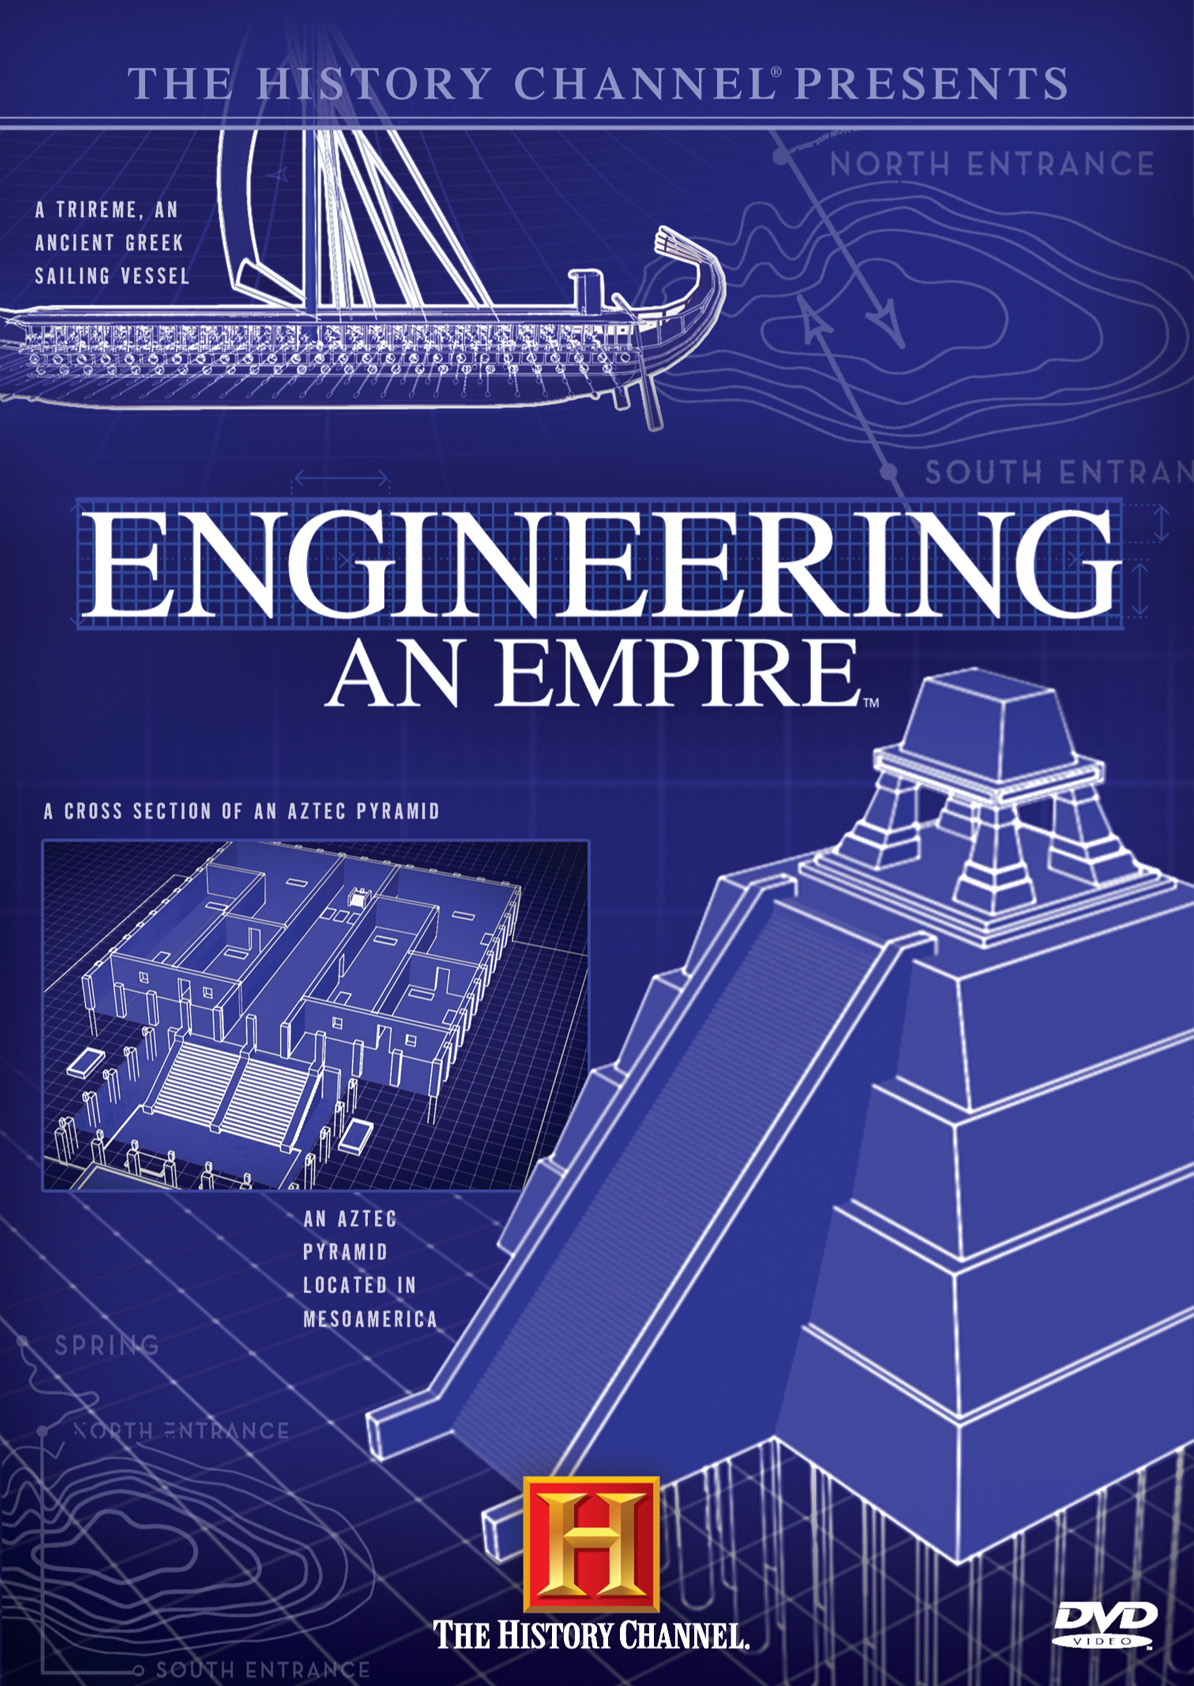 THE HISTORY CHANNEL® PRESENTS
NORTH ENTRANCE
A TRIREME, AN
ANCIENT GREEK
SAILING VESSEL
SOUTH ENTRAN
ENGINEERING
AN EMPIRE™
A CROSS SECTION OF AN AZTEC PYRAMID
AN AZTEC
PYRAMID
LOCATED IN
MESOAMERICA
SPRING
NORTH ENTRANCE
H
THE HISTORY CHANNEL.
DVD
VIDEO
SOUTH ENTRANCE